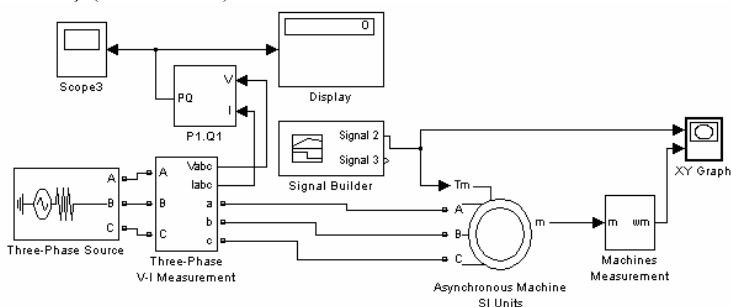 0
Scope3
Display
V
PQ
I
P1.Q1
Signal 2
Signal 3
Signal Builder
XY Graph
Vabc
A
A
Iabc
Tm
a
A
B
B
b
B
m
m
wm
C
C
c
C
Three-Phase Source
Three-Phase
V-I Measurement
Machines
Measurement
Asynchronous Machine
SI Units